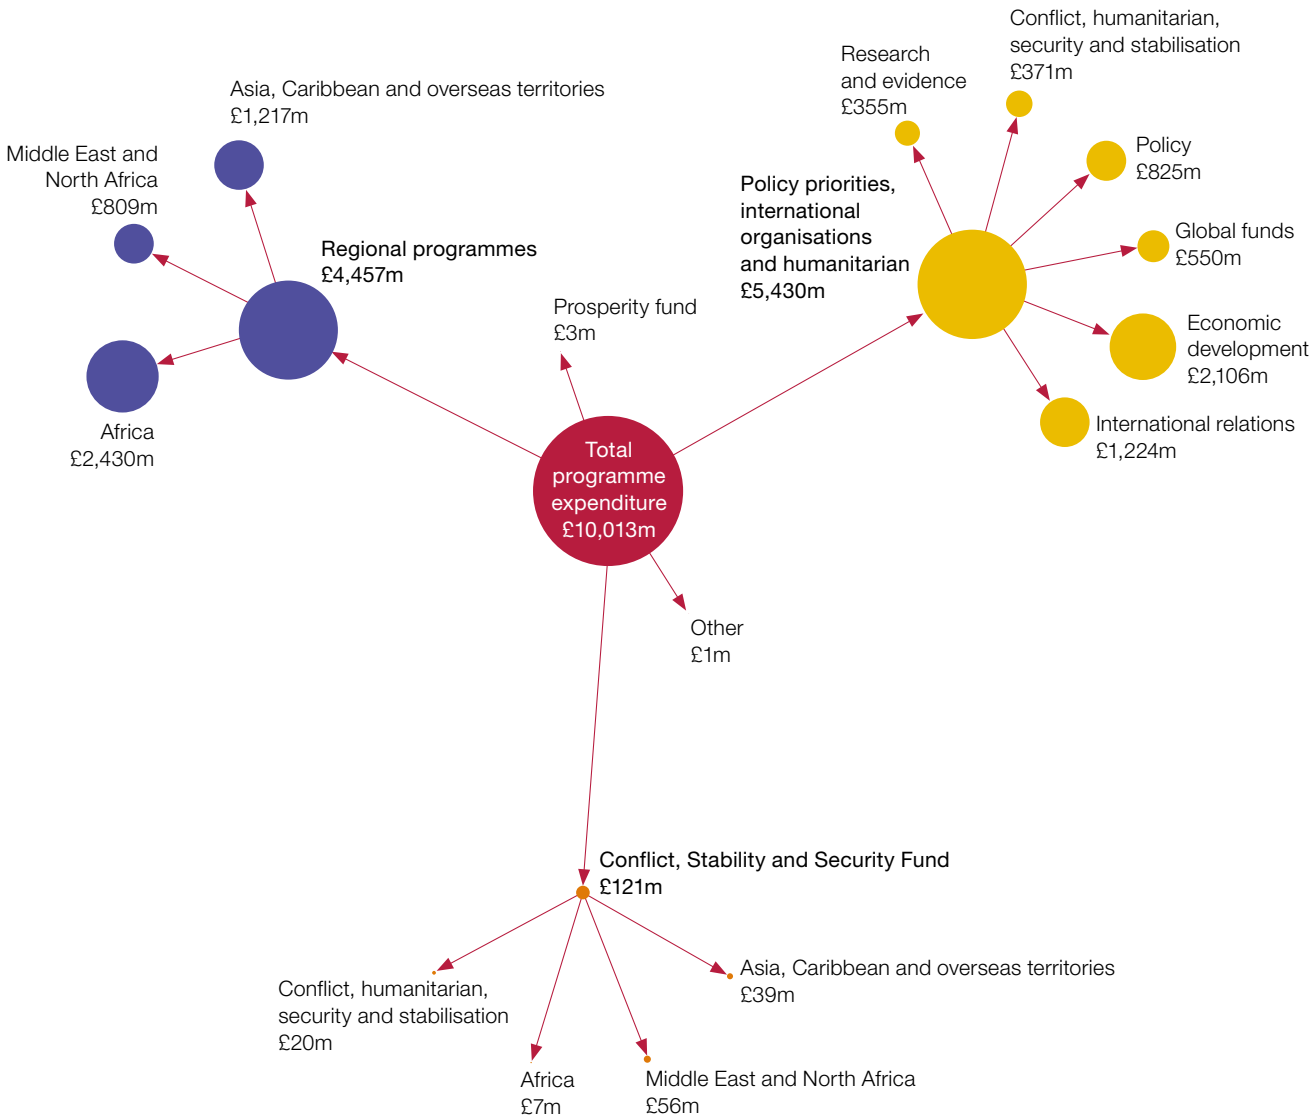 Conflict, humanitarian,
security and stabilisation
£371m
Research
and evidence
£355m
Asia, Caribbean and overseas territories
£1,217m
Middle East and
North Africa
£809m
Policy
£825m
Policy priorities,
international
organisations
and humanitarian
£5,430m
Global funds
£550m
Regional programmes
£4,457m
Prosperity fund
£3m
Economic
development
£2,106m
Africa
£2,430m
International relations
£1,224m
Total
programme
expenditure
£10,013m
Other
£1m
Conflict, Stability and Security Fund
£121m
Asia, Caribbean and overseas territories
£39m
Conflict, humanitarian,
security and stabilisation
£20m
Africa
£7m
Middle East and North Africa
£56m